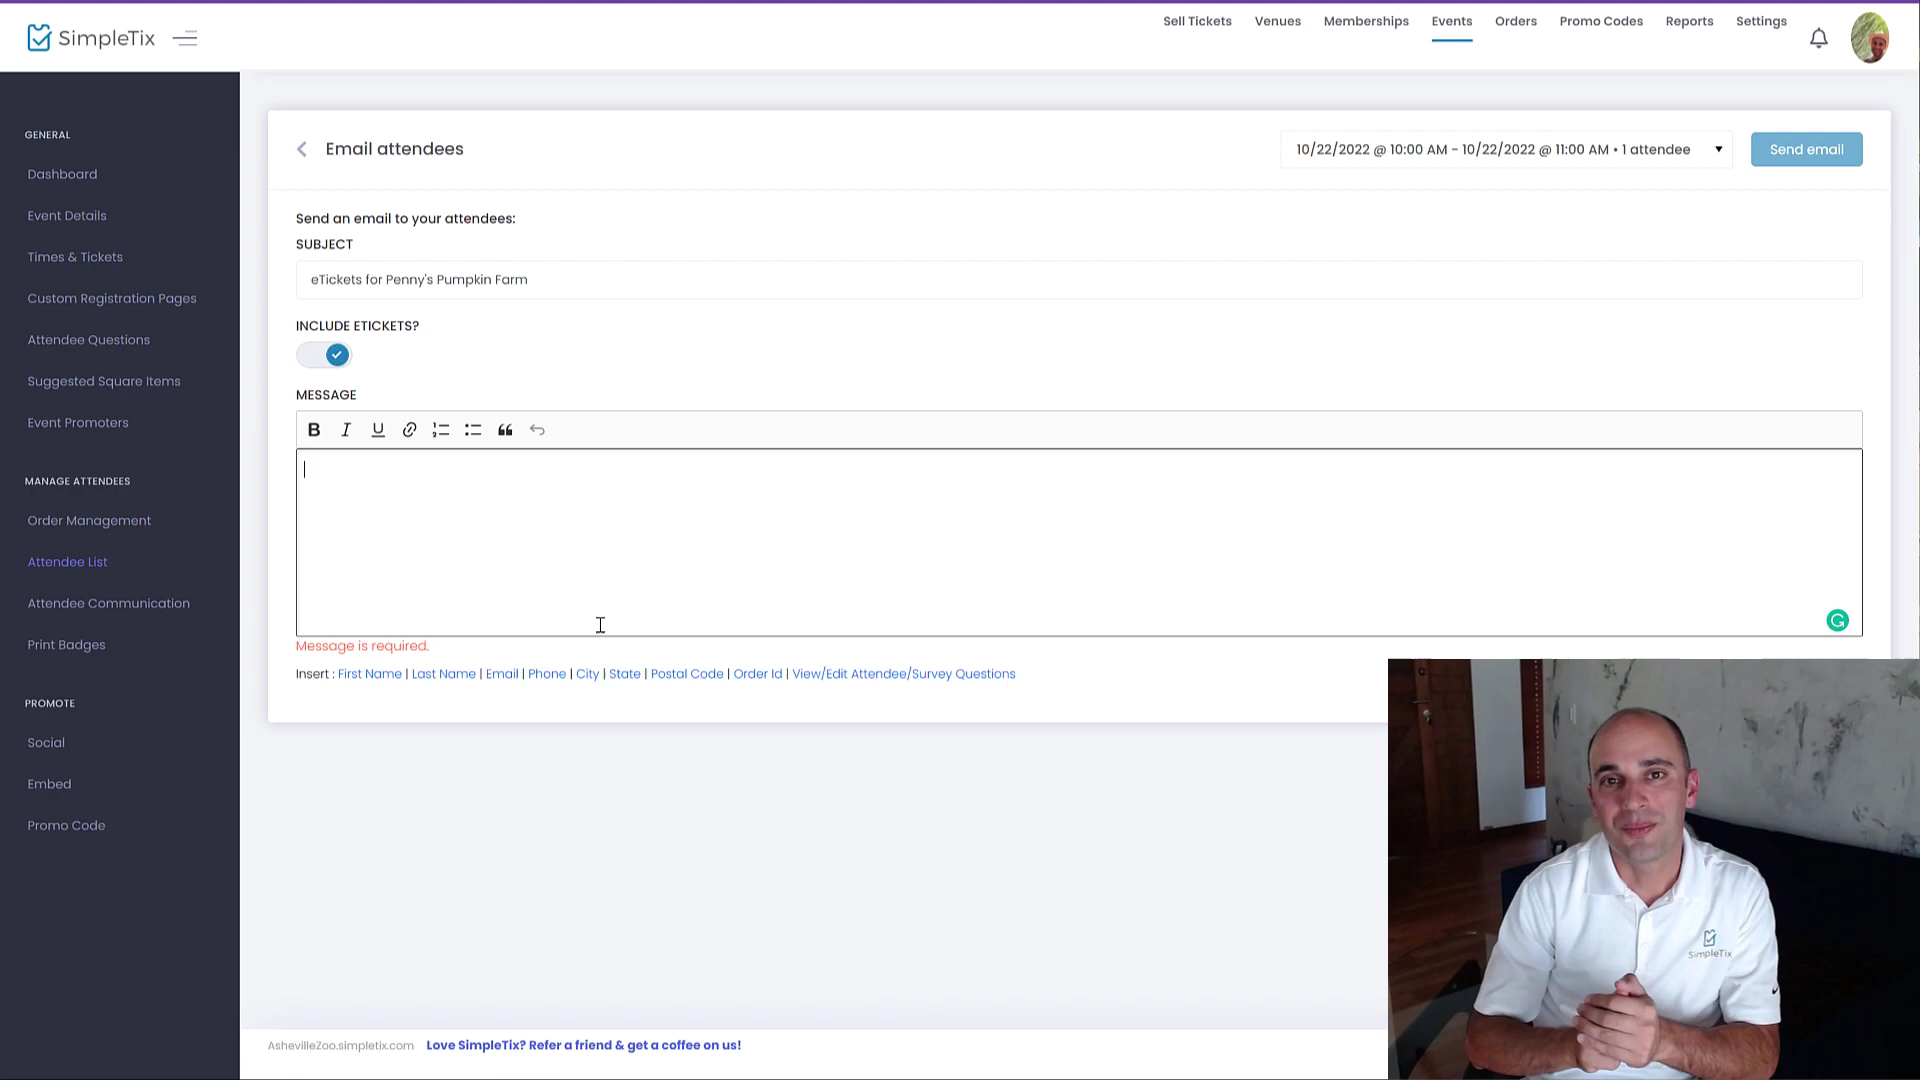 SimpleTix
Sell Tickets Venues Memberships Events Orders Promo Codes Reports Settings
GENERAL
Dashboard
Event Details
Times & Tickets
Custom Registration Pages
Attendee Questions
Suggested Square Items
Event Promoters
MANAGE ATTENDEES
Order Management
Attendee List
Attendee Communication
Print Badges
PROMOTE
Social
Embed
Promo Code
Email attendees
10/22/2022 @ 10:00 AM - 10/22/2022 @ 11:00 AM • 1 attendee
Send email
Send an email to your attendees:
SUBJECT
eTickets for Penny's Pumpkin Farm
INCLUDE ETICKETS?
MESSAGE
B I U
Message is required.
Insert : First Name | Last Name | Email | Phone | City | State | Postal Code | Order Id | View/Edit Attendee/Survey Questions
SimpleTix
AshevilleZoo.simpletix.com Love SimpleTix? Refer a friend & get a coffee on us!